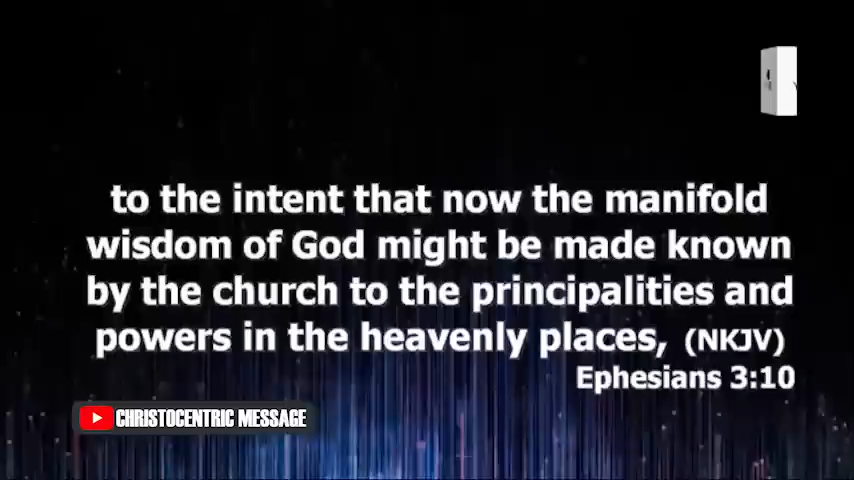 to the intent that now the manifold
wisdom of God might be made known
by the church to the principalities and
powers in the heavenly places, (NKJV)
Ephesians 3:10
CHRISTOCENTRIC MESSAGE